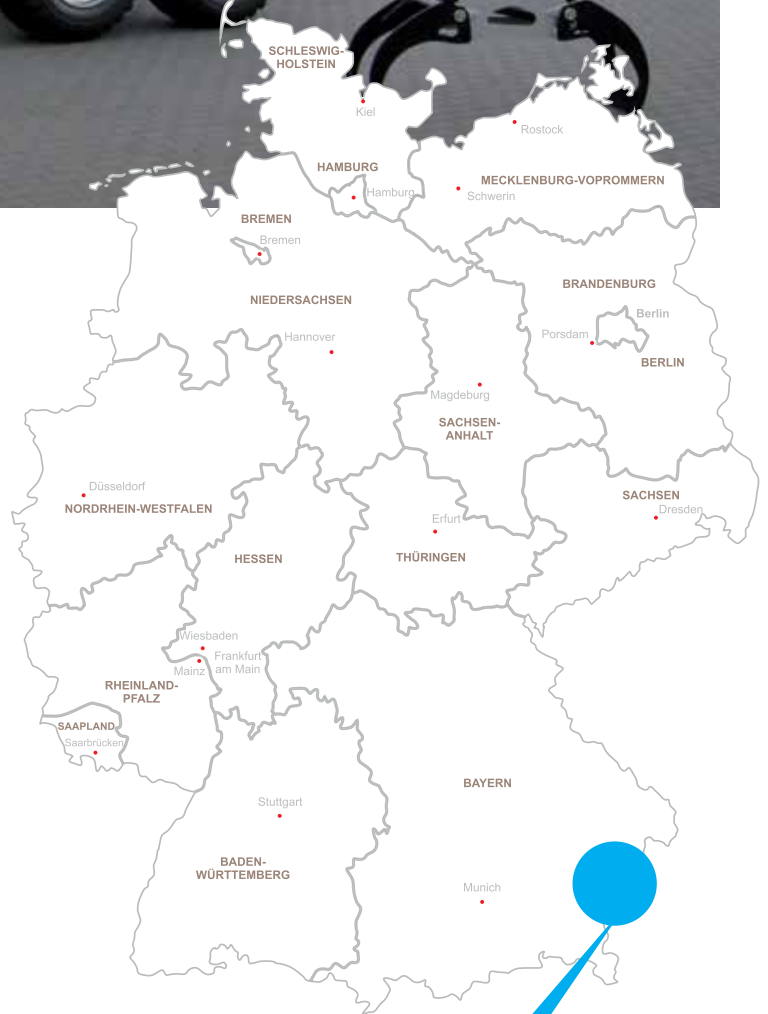 SCHLESWIG-
HOLSTEIN
Kiel
Rostock
HAMBURG
Hamburg
MECKLENBURG-VOPROMMERN
Schwerin
BREMEN
Bremen
BRANDENBURG
NIEDERSACHSEN
Berlin
Porsdam
Hannover
BERLIN
Magdeburg
SACHSEN-
ANHALT
Düsseldorf
NORDRHEIN-WESTFALEN
SACHSEN
Dresden
Erfurt
THÜRINGEN
HESSEN
Wiesbaden
Frankfurt
am Main
Mainz
RHEINLAND-
PFALZ
SAAPLAND
Saarbrücken
BAYERN
Stuttgart
BADEN-
WÜRTTEMBERG
Munich